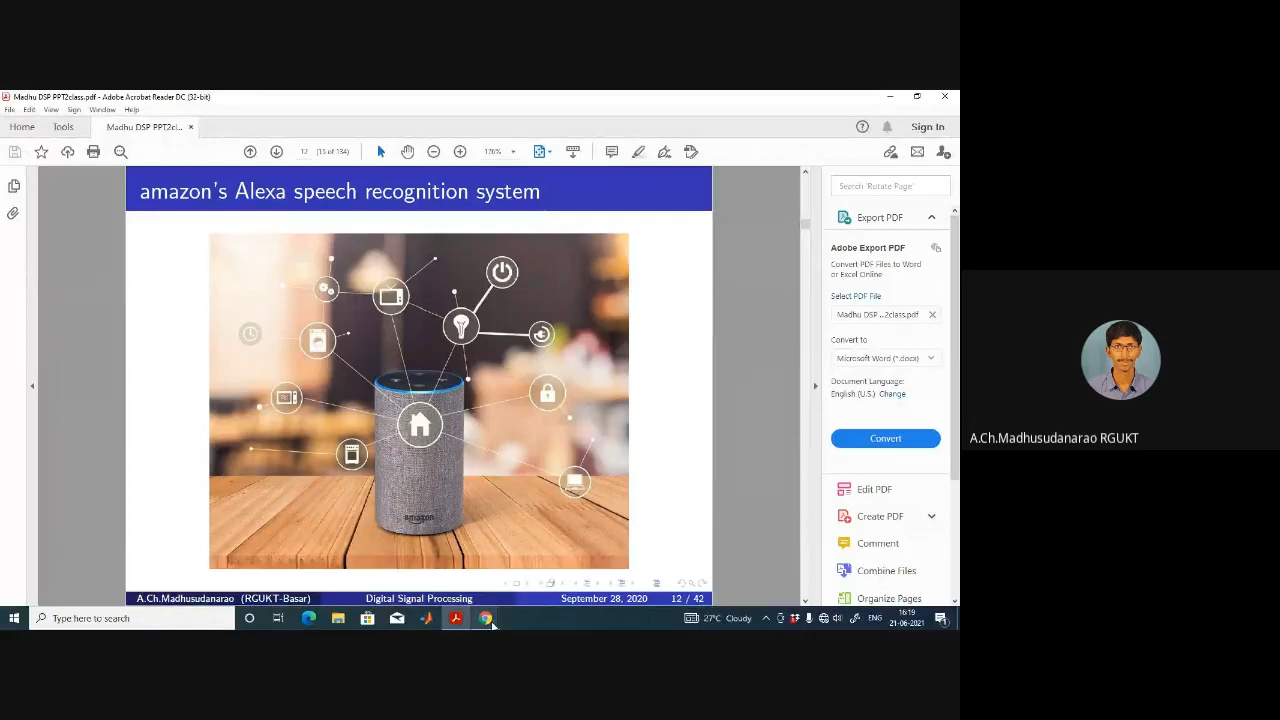 Madhu DSP PPT2class.pdf - Adobe Acrobat Reader DC (32-bit)
File Edit View Sign Window Help
Home Tools Madhu DSP PPT2cl... × Sign In
12 (15 of 134) 176%
amazon's Alexa speech recognition system
Search 'Rotate Page'
Export PDF
Adobe Export PDF
Convert PDF Files to Word
or Excel Online
Select PDF File
Madhu DSP ...2class.pdf
Convert to
Microsoft Word (*.docx)
Document Language:
English (U.S.) Change
Convert
Edit PDF
Create PDF
Comment
Combine Files
Organize Pages
amazon
A.Ch.Madhusudanarao (RGUKT-Basar) Digital Signal Processing September 28, 2020 12 / 42
Type here to search 27°C Cloudy ENG 16:19
21-06-2021
A.Ch.Madhusudanarao RGUKT